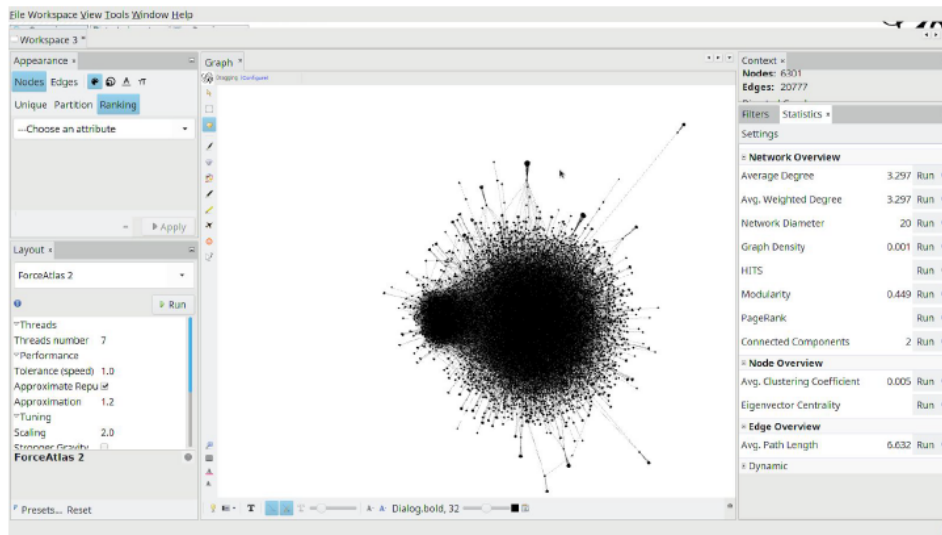 File Workspace View Tools Window Help
Workspace 3 *
Appearance ×
Nodes Edges
Unique Partition Ranking
---Choose an attribute
Apply
Layout ×
ForceAtlas 2
Run
Threads
Threads number 7
Performance
Tolerance (speed) 1.0
Approximate Repu
Approximation 1.2
Tuning
Scaling 2.0
Stronger Gravity
ForceAtlas 2
Presets... Reset
Graph ×
Dragging (Configure)
T
A- A- Dialog.bold, 32
Context ×
Nodes: 6301
Edges: 20777
Filters Statistics ×
Settings
Network Overview
Average Degree 3.297 Run
Avg. Weighted Degree 3.297 Run
Network Diameter 20 Run
Graph Density 0.001 Run
HITS Run
Modularity 0.449 Run
PageRank Run
Connected Components 2 Run
Node Overview
Avg. Clustering Coefficient 0.005 Run
Eigenvector Centrality Run
Edge Overview
Avg. Path Length 6.632 Run
Dynamic